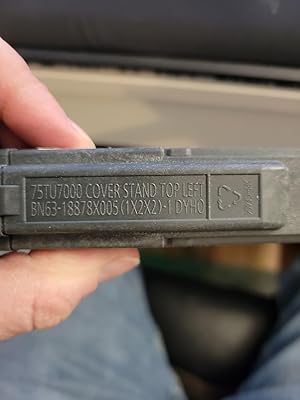 75TU7000 COVER STAND TOP LEFT
BN63-18878X005 (1X2X2)-1 DYHO